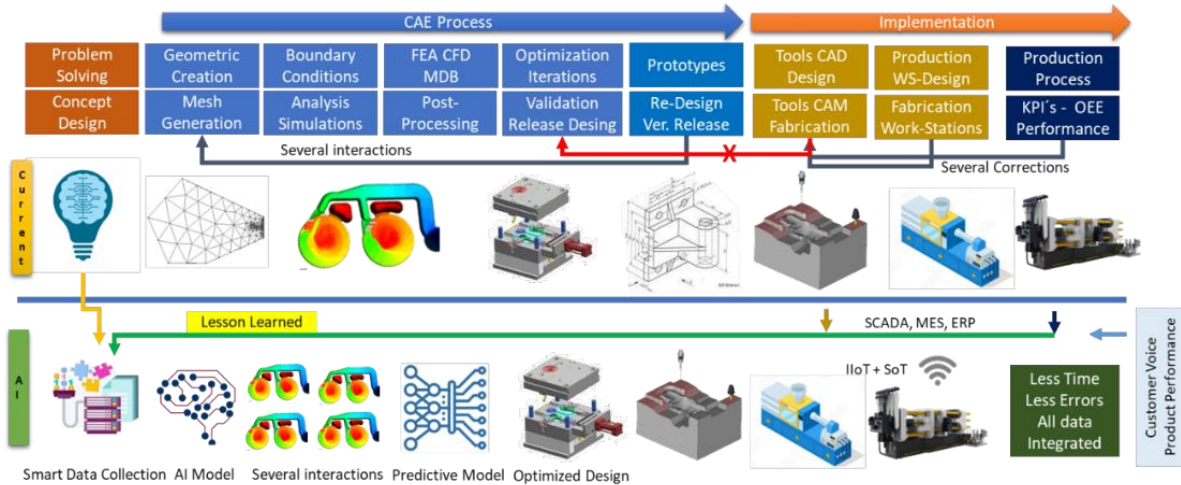 CAE Process
Implementation
Problem
Solving
Geometric
Creation
Boundary
Conditions
FEA CFD
MDB
Optimization
Iterations
Prototypes
Tools CAD
Design
Production
WS-Design
Production
Process
Concept
Design
Mesh
Generation
Analysis
Simulations
Post-
Processing
Validation
Release Desing
Re-Design
Ver. Release
Tools CAM
Fabrication
Fabrication
Work-Stations
KPI´s - OEE
Performance
Several interactions
X
Several Corrections
Current
Lesson Learned
SCADA, MES, ERP
AI
IIoT + SoT
Less Time
Less Errors
All data
Integrated
Customer Voice
Product Performance
Smart Data Collection
AI Model
Several interactions
Predictive Model
Optimized Design